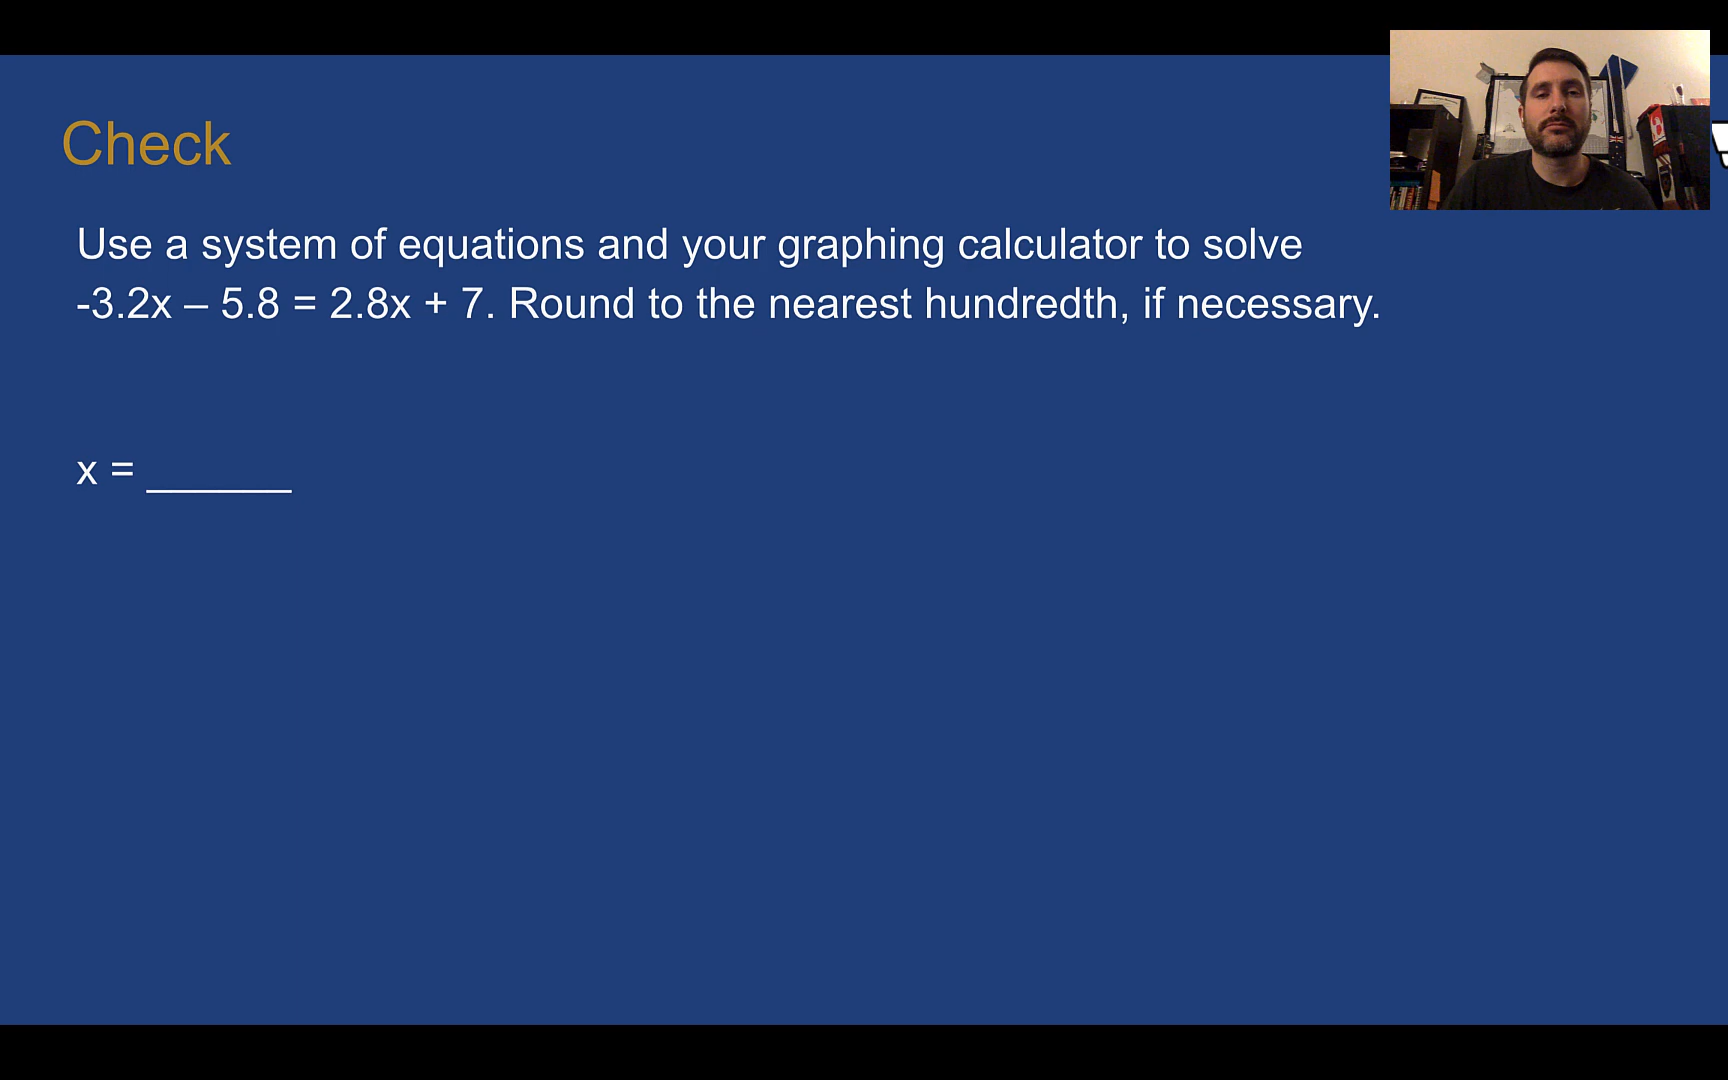 Check
Use a system of equations and your graphing calculator to solve
-3.2x – 5.8 = 2.8x + 7. Round to the nearest hundredth, if necessary.
x = ______